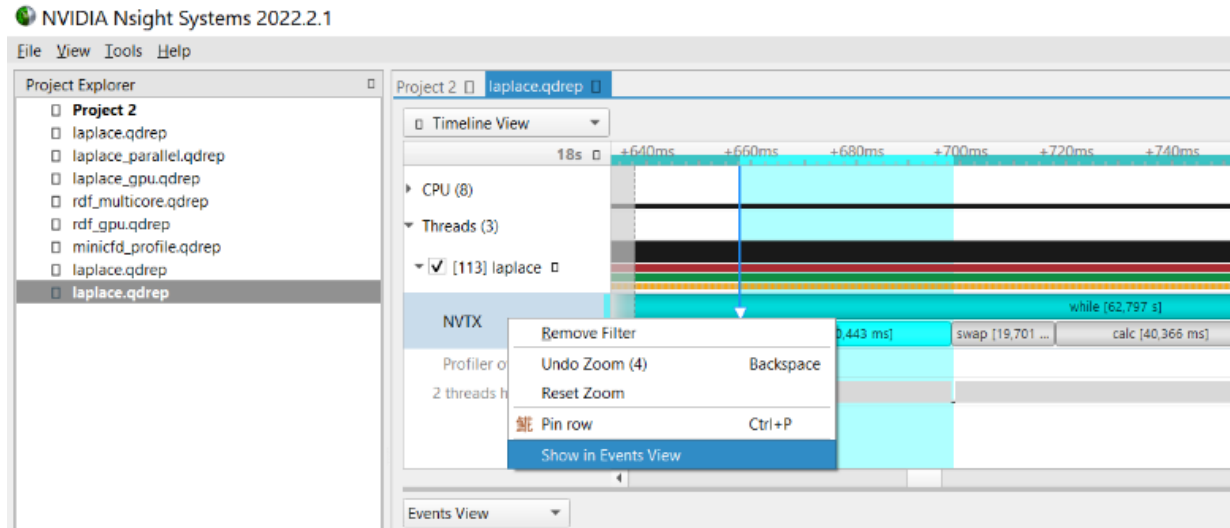 NVIDIA Nsight Systems 2022.2.1
File View Tools Help
Project Explorer
Project 2
laplace.qdrep
laplace_parallel.qdrep
laplace_gpu.qdrep
rdf_multicore.qdrep
rdf_gpu.qdrep
minicfd_profile.qdrep
laplace.qdrep
laplace.qdrep
Project 2 laplace.qdrep
Timeline View
18s +640ms +660ms +680ms +700ms +720ms +740ms
CPU (8)
Threads (3)
[113] laplace
while [62,797 s]
NVTX
0,443 ms] swap [19,701 ... calc [40,366 ms]
Profiler o
2 threads h
Remove Filter
Undo Zoom (4) Backspace
Reset Zoom
Pin row Ctrl+P
Show in Events View
Events View